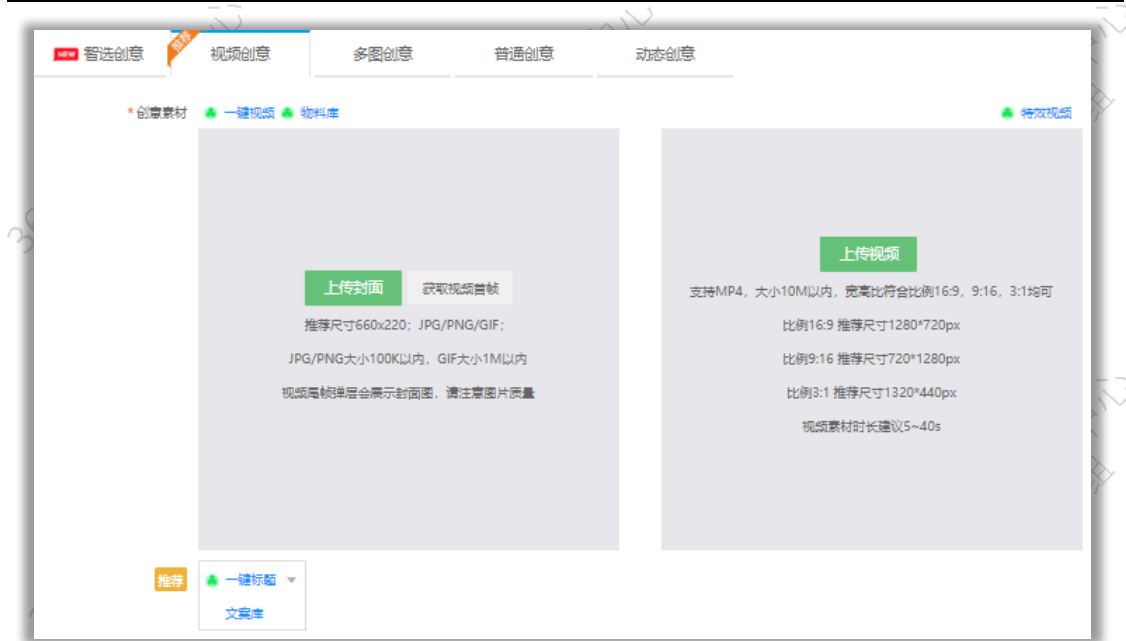 NEW 智选创意 推荐 视频创意 多图创意 普通创意 动态创意
*创意素材 一键视频 物料库 特效视频
上传封面 获取视频首帧
推荐尺寸660x220；JPG/PNG/GIF；
JPG/PNG大小100K以内，GIF大小1M以内
视频尾帧弹层会展示封面图，请注意图片质量
上传视频
支持MP4，大小10M以内，宽高比符合比例16:9，9:16，3:1均可
比例16:9 推荐尺寸1280*720px
比例9:16 推荐尺寸720*1280px
比例3:1 推荐尺寸1320*440px
视频素材时长建议5~40s
推荐 一键标题
文案库